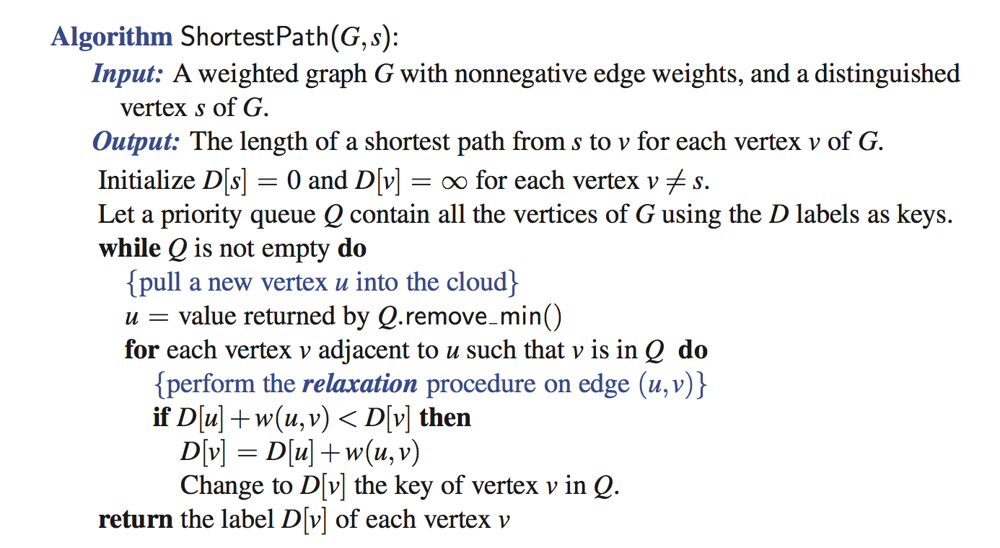 Algorithm ShortestPath(G, s):
Input: A weighted graph G with nonnegative edge weights, and a distinguished
vertex s of G.
Output: The length of a shortest path from s to v for each vertex v of G.
Initialize D[s] = 0 and D[v] = ∞ for each vertex v ≠ s.
Let a priority queue Q contain all the vertices of G using the D labels as keys.
while Q is not empty do
{pull a new vertex u into the cloud}
u = value returned by Q.remove_min()
for each vertex v adjacent to u such that v is in Q do
{perform the relaxation procedure on edge (u, v)}
if D[u] + w(u, v) < D[v] then
D[v] = D[u] + w(u, v)
Change to D[v] the key of vertex v in Q.
return the label D[v] of each vertex v